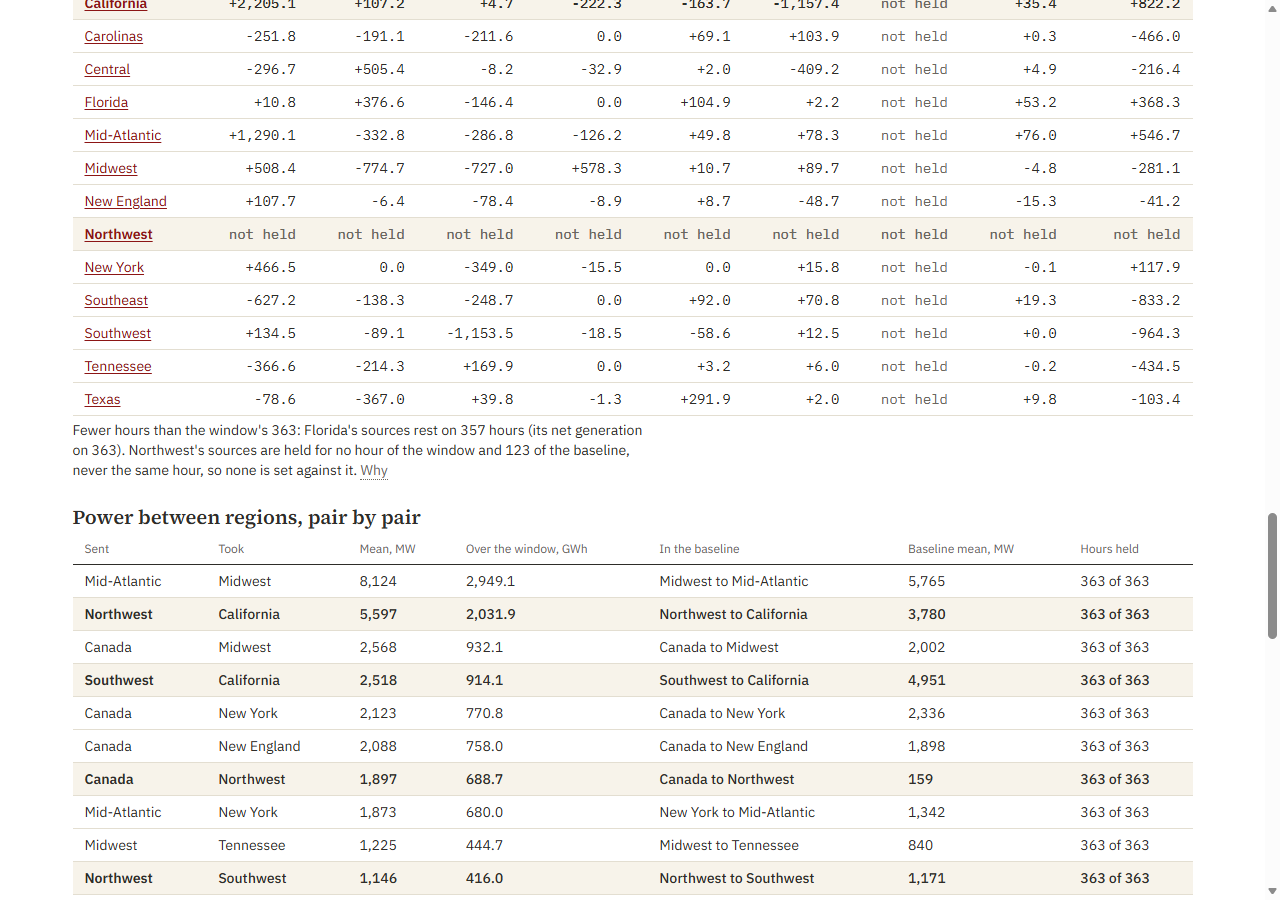 California +2,205.1 +107.2 +4.7 -222.3 -163.7 -1,157.4 not held +35.4 +822.2
Carolinas -251.8 -191.1 -211.6 0.0 +69.1 +103.9 not held +0.3 -466.0
Central -296.7 +505.4 -8.2 -32.9 +2.0 -409.2 not held +4.9 -216.4
Florida +10.8 +376.6 -146.4 0.0 +104.9 +2.2 not held +53.2 +368.3
Mid-Atlantic +1,290.1 -332.8 -286.8 -126.2 +49.8 +78.3 not held +76.0 +546.7
Midwest +508.4 -774.7 -727.0 +578.3 +10.7 +89.7 not held -4.8 -281.1
New England +107.7 -6.4 -78.4 -8.9 +8.7 -48.7 not held -15.3 -41.2
Northwest not held not held not held not held not held not held not held not held not held
New York +466.5 0.0 -349.0 -15.5 0.0 +15.8 not held -0.1 +117.9
Southeast -627.2 -138.3 -248.7 0.0 +92.0 +70.8 not held +19.3 -833.2
Southwest +134.5 -89.1 -1,153.5 -18.5 -58.6 +12.5 not held +0.0 -964.3
Tennessee -366.6 -214.3 +169.9 0.0 +3.2 +6.0 not held -0.2 -434.5
Texas -78.6 -367.0 +39.8 -1.3 +291.9 +2.0 not held +9.8 -103.4
Fewer hours than the window's 363: Florida's sources rest on 357 hours (its net generation
on 363). Northwest's sources are held for no hour of the window and 123 of the baseline,
never the same hour, so none is set against it. Why
Power between regions, pair by pair
Sent Took Mean, MW Over the window, GWh In the baseline Baseline mean, MW Hours held
Mid-Atlantic Midwest 8,124 2,949.1 Midwest to Mid-Atlantic 5,765 363 of 363
Northwest California 5,597 2,031.9 Northwest to California 3,780 363 of 363
Canada Midwest 2,568 932.1 Canada to Midwest 2,002 363 of 363
Southwest California 2,518 914.1 Southwest to California 4,951 363 of 363
Canada New York 2,123 770.8 Canada to New York 2,336 363 of 363
Canada New England 2,088 758.0 Canada to New England 1,898 363 of 363
Canada Northwest 1,897 688.7 Canada to Northwest 159 363 of 363
Mid-Atlantic New York 1,873 680.0 New York to Mid-Atlantic 1,342 363 of 363
Midwest Tennessee 1,225 444.7 Midwest to Tennessee 840 363 of 363
Northwest Southwest 1,146 416.0 Northwest to Southwest 1,171 363 of 363